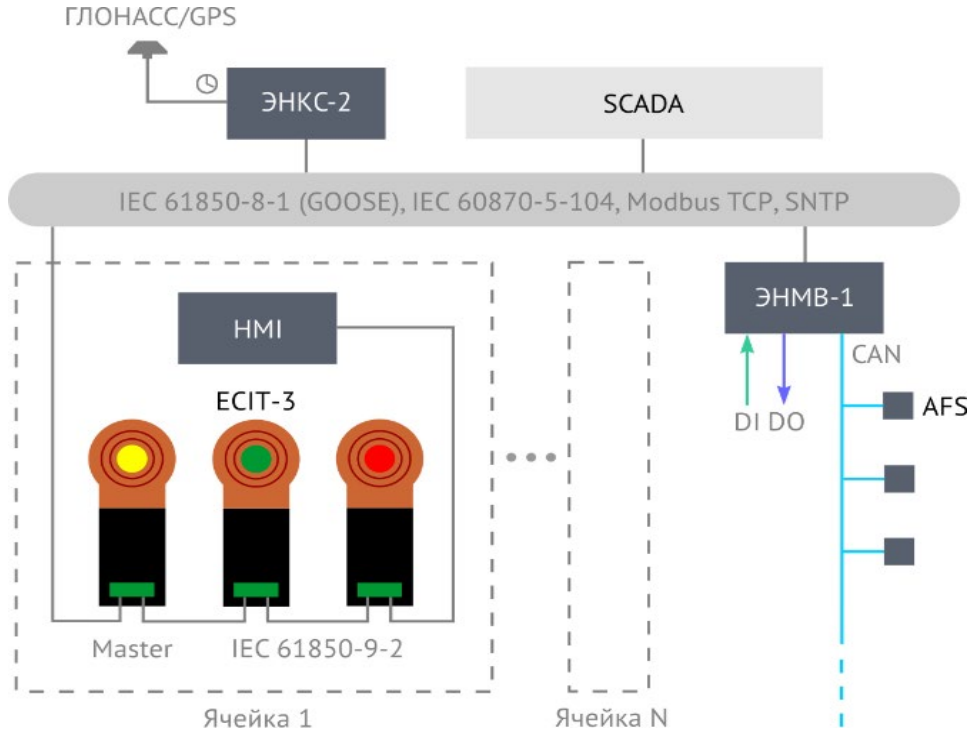 ГЛОНАСС/GPS
ЭНКС-2
SCADA
IEC 61850-8-1 (GOOSE), IEC 60870-5-104, Modbus TCP, SNTP
HMI
ЭНМВ-1
CAN
ECIT-3
DI DO
AFS
Master
IEC 61850-9-2
Ячейка 1
Ячейка N